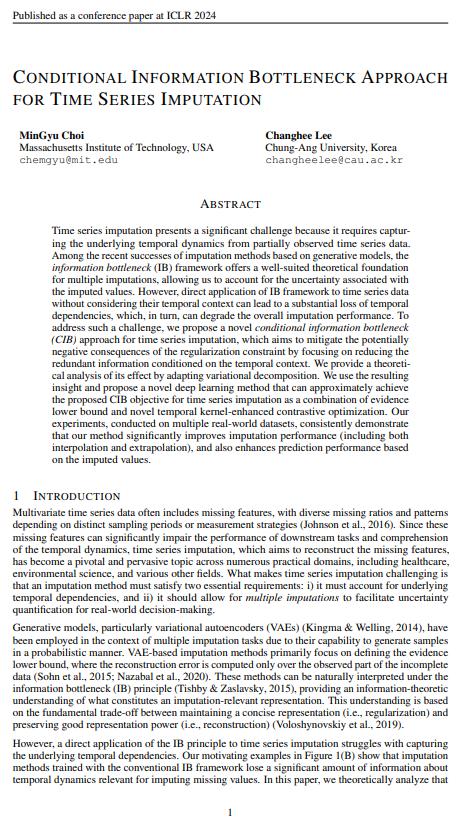 Published as a conference paper at ICLR 2024
CONDITIONAL INFORMATION BOTTLENECK APPROACH
FOR TIME SERIES IMPUTATION
MinGyu Choi
Massachusetts Institute of Technology, USA
chemgyu@mit.edu
Changhee Lee
Chung-Ang University, Korea
changheelee@cau.ac.kr
ABSTRACT
Time series imputation presents a significant challenge because it requires captur-
ing the underlying temporal dynamics from partially observed time series data.
Among the recent successes of imputation methods based on generative models, the
information bottleneck (IB) framework offers a well-suited theoretical foundation
for multiple imputations, allowing us to account for the uncertainty associated with
the imputed values. However, direct application of IB framework to time series data
without considering their temporal context can lead to a substantial loss of temporal
dependencies, which, in turn, can degrade the overall imputation performance. To
address such a challenge, we propose a novel conditional information bottleneck
(CIB) approach for time series imputation, which aims to mitigate the potentially
negative consequences of the regularization constraint by focusing on reducing the
redundant information conditioned on the temporal context. We provide a theoreti-
cal analysis of its effect by adapting variational decomposition. We use the resulting
insight and propose a novel deep learning method that can approximately achieve
the proposed CIB objective for time series imputation as a combination of evidence
lower bound and novel temporal kernel-enhanced contrastive optimization. Our
experiments, conducted on multiple real-world datasets, consistently demonstrate
that our method significantly improves imputation performance (including both
interpolation and extrapolation), and also enhances prediction performance based
on the imputed values.
1 INTRODUCTION
Multivariate time series data often includes missing features, with diverse missing ratios and patterns
depending on distinct sampling periods or measurement strategies (Johnson et al., 2016). Since these
missing features can significantly impair the performance of downstream tasks and comprehension
of the temporal dynamics, time series imputation, which aims to reconstruct the missing features,
has become a pivotal and pervasive topic across numerous practical domains, including healthcare,
environmental science, and various other fields. What makes time series imputation challenging is
that an imputation method must satisfy two essential requirements: i) it must account for underlying
temporal dependencies, and ii) it should allow for multiple imputations to facilitate uncertainty
quantification for real-world decision-making.
Generative models, particularly variational autoencoders (VAEs) (Kingma & Welling, 2014), have
been employed in the context of multiple imputation tasks due to their capability to generate samples
in a probabilistic manner. VAE-based imputation methods primarily focus on defining the evidence
lower bound, where the reconstruction error is computed only over the observed part of the incomplete
data (Sohn et al., 2015; Nazabal et al., 2020). These methods can be naturally interpreted under the
information bottleneck (IB) principle (Tishby & Zaslavsky, 2015), providing an information-theoretic
understanding of what constitutes an imputation-relevant representation. This understanding is based
on the fundamental trade-off between maintaining a concise representation (i.e., regularization) and
preserving good representation power (i.e., reconstruction) (Voloshynovskiy et al., 2019).
However, a direct application of the IB principle to time series imputation struggles with capturing
the underlying temporal dependencies. Our motivating examples in Figure 1(B) show that imputation
methods trained with the conventional IB framework lose a significant amount of information about
temporal dynamics relevant for imputing missing values. In this paper, we theoretically analyze that
1